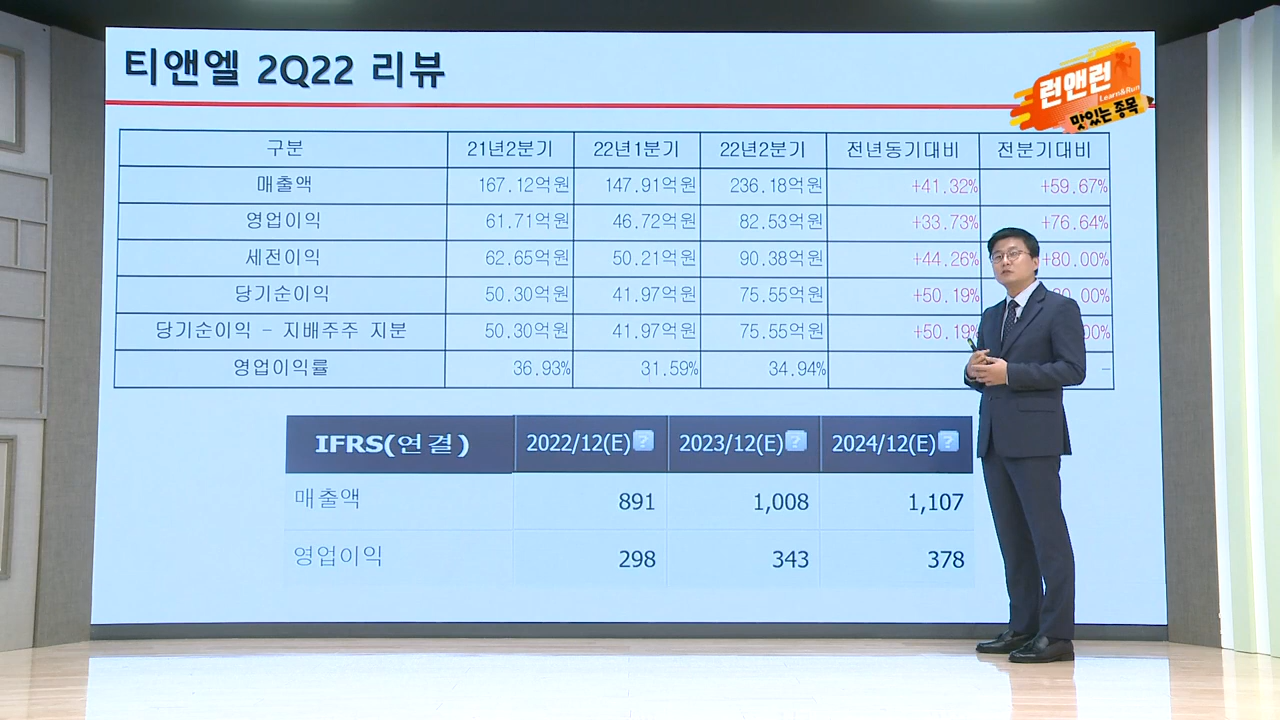 티앤엘 2Q22 리뷰
런앤런
Learn&Run
맛있는 종목
구분 21년2분기 22년1분기 22년2분기 전년동기대비 전분기대비
매출액 167.12억원 147.91억원 236.18억원 +41.32% +59.67%
영업이익 61.71억원 46.72억원 82.53억원 +33.73% +76.64%
세전이익 62.65억원 50.21억원 90.38억원 +44.26% +80.00%
당기순이익 50.30억원 41.97억원 75.55억원 +50.19%
당기순이익 - 지배주주 지분 50.30억원 41.97억원 75.55억원 +50.19%
영업이익률 36.93% 31.59% 34.94% -
IFRS(연결) 2022/12(E) ? 2023/12(E) ? 2024/12(E) ?
매출액 891 1,008 1,107
영업이익 298 343 378